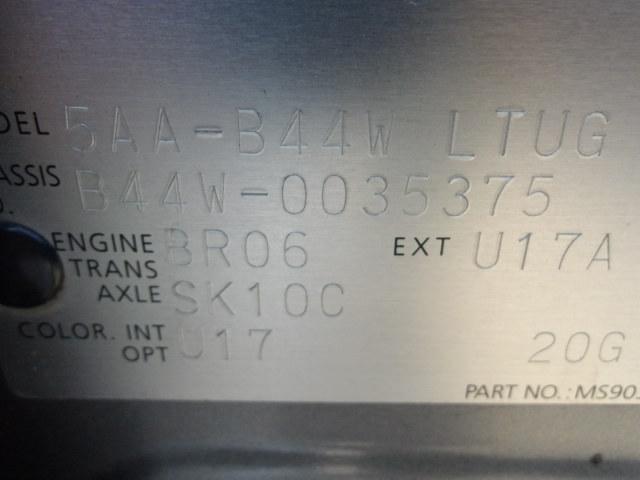 DEL 5AA-B44W LTUG
ASSIS B44W-0035375
O.
ENGINE BR06 EXT U17A
TRANS
AXLE SK10C
COLOR. INT U17
OPT 20G
PART NO.:MS903